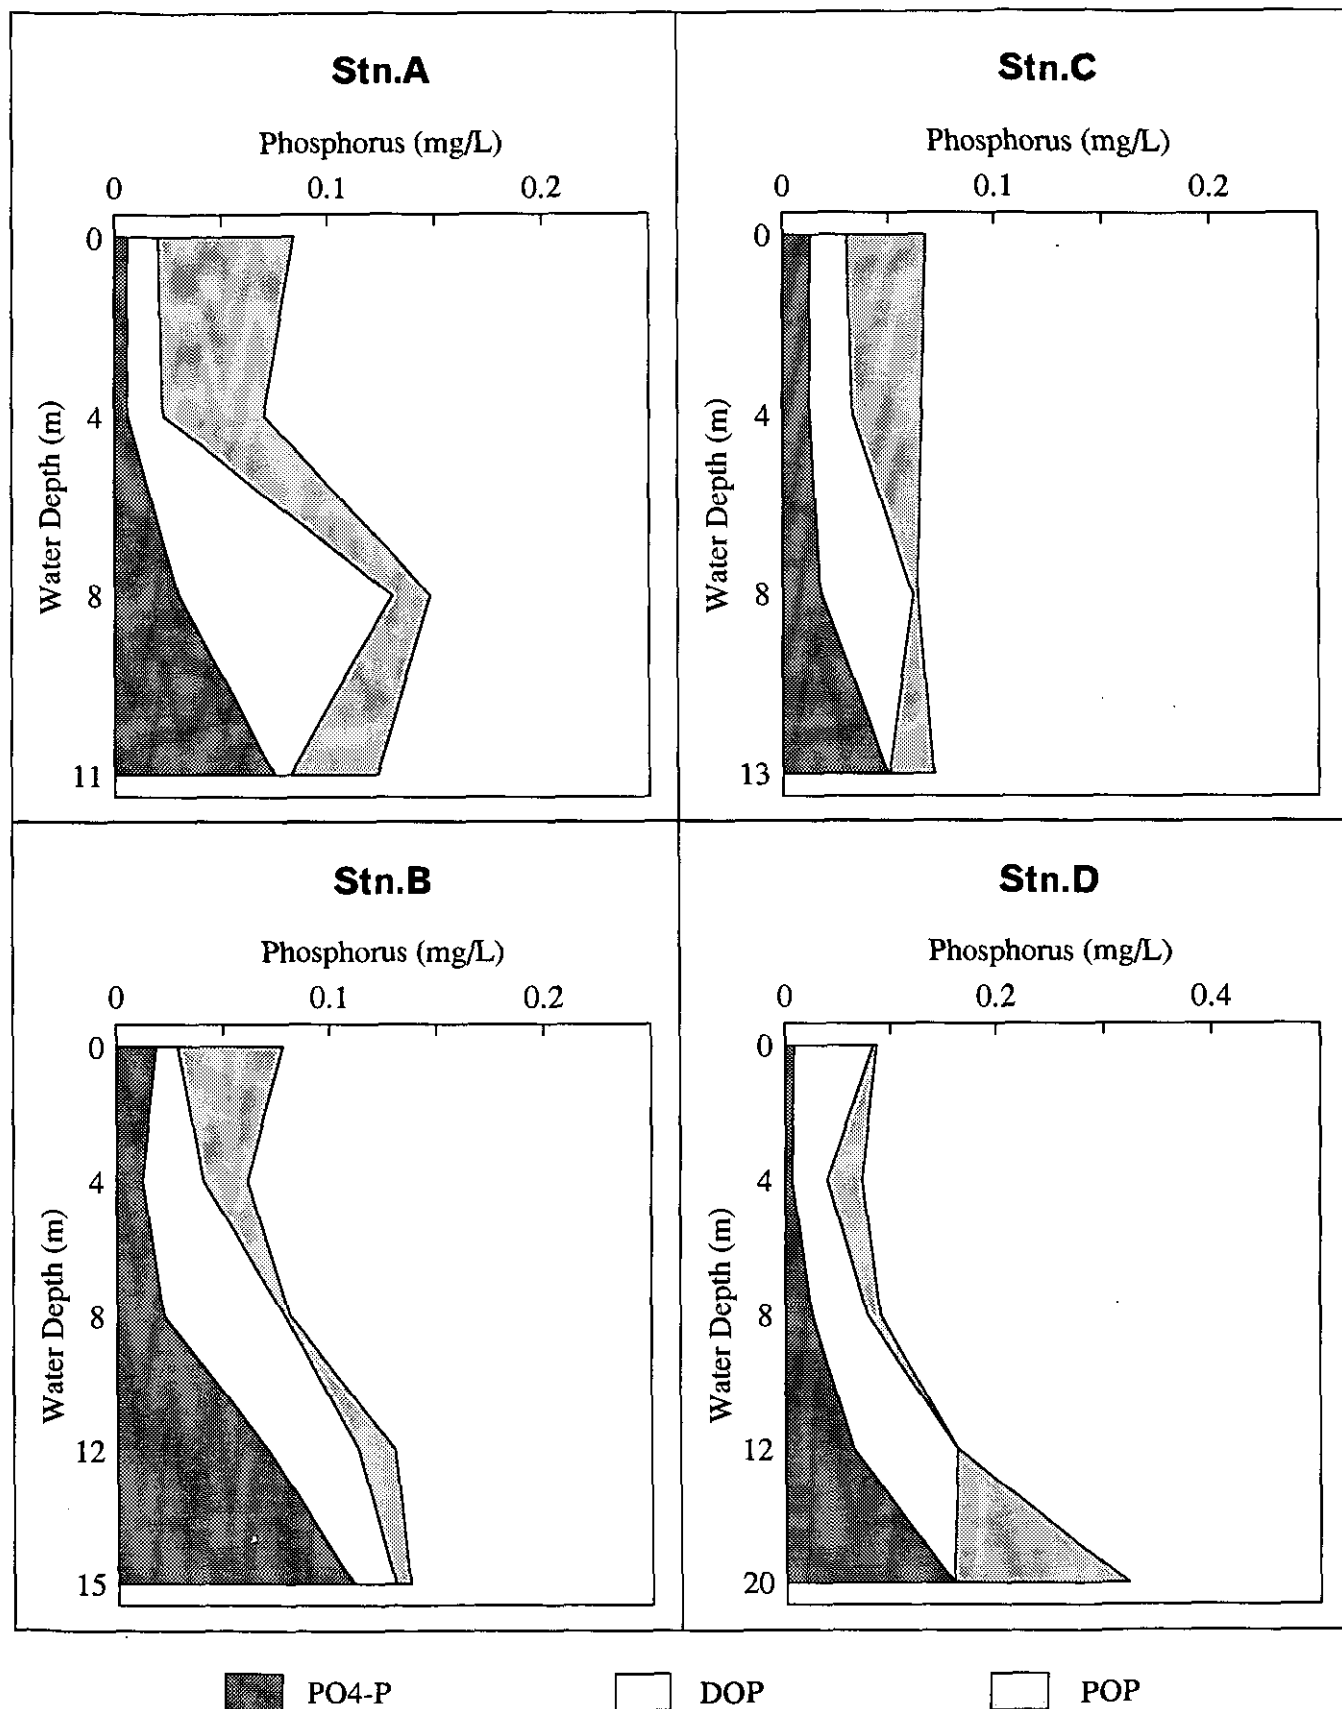 Stn.A
Phosphorus (mg/L)
0 0.1 0.2
Water Depth (m)
0
4
8
11
Stn.C
Phosphorus (mg/L)
0 0.1 0.2
Water Depth (m)
0
4
8
13
Stn.B
Phosphorus (mg/L)
0 0.1 0.2
Water Depth (m)
0
4
8
12
15
Stn.D
Phosphorus (mg/L)
0 0.2 0.4
Water Depth (m)
0
4
8
12
20
PO4-P DOP POP